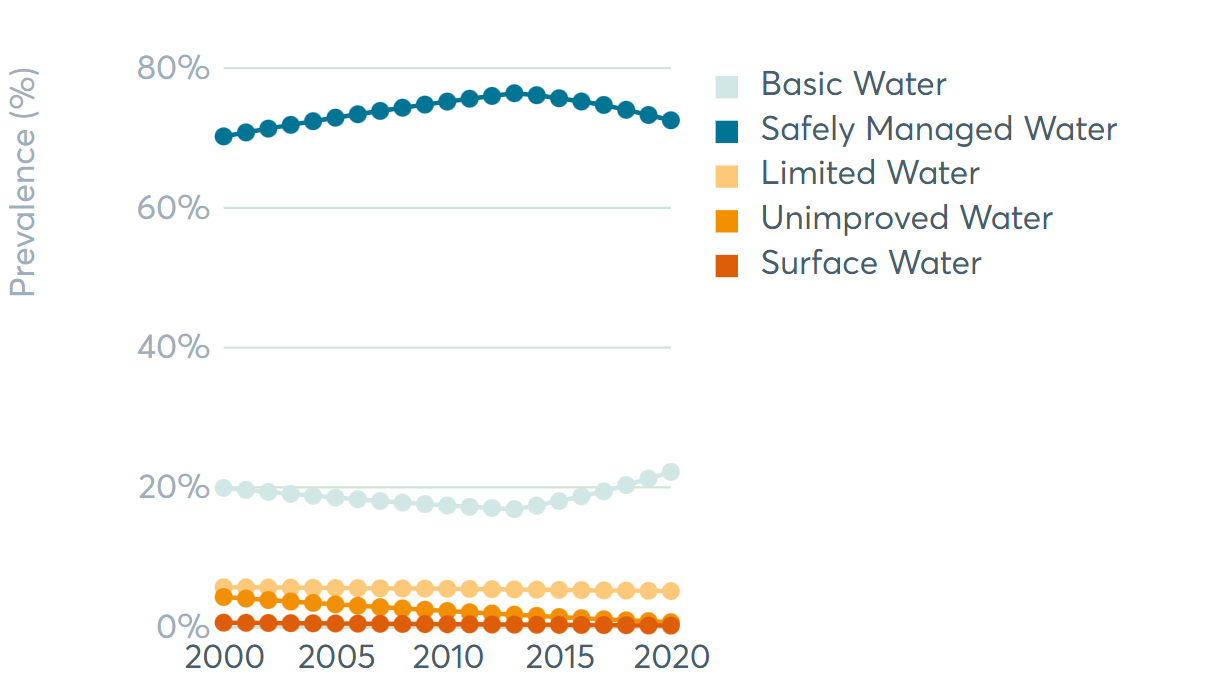 Prevalence (%)
80%
60%
40%
20%
0%
2000 2005 2010 2015 2020
Basic Water
Safely Managed Water
Limited Water
Unimproved Water
Surface Water